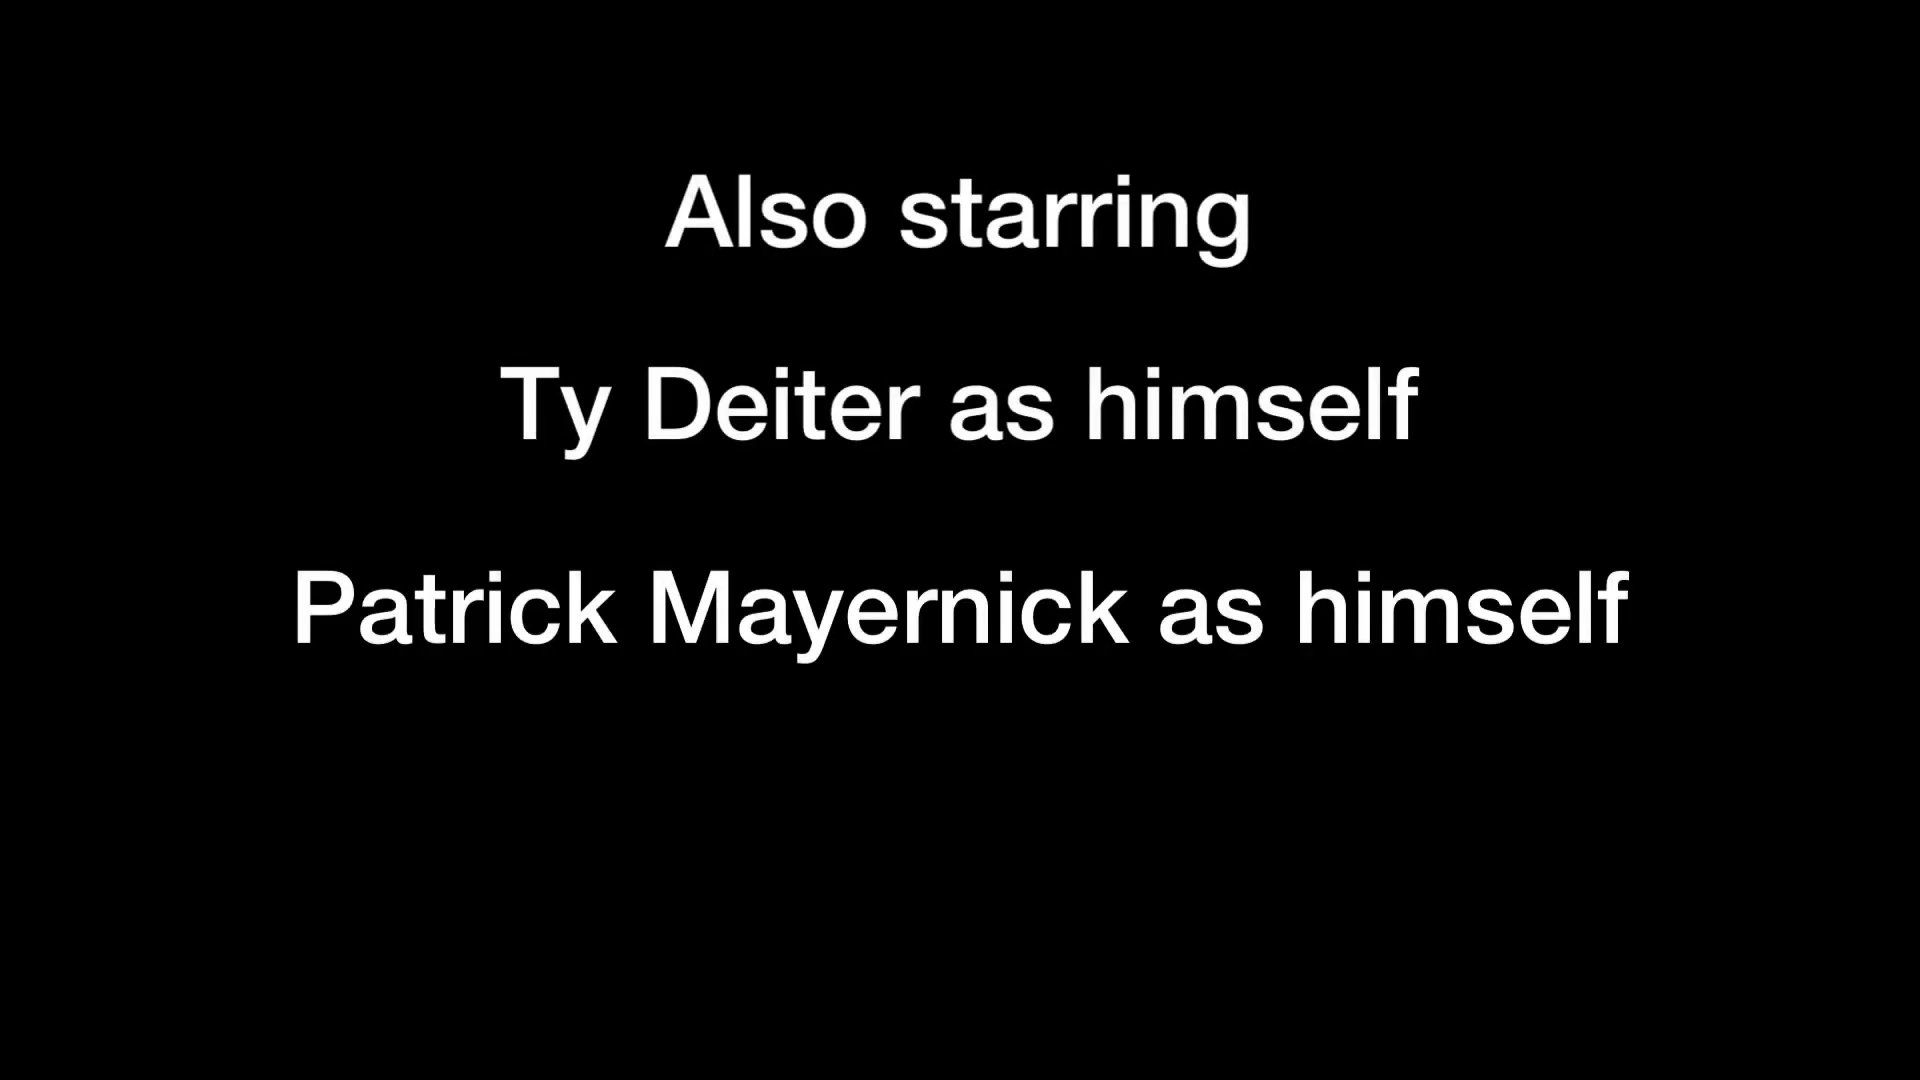 Also starring
Ty Deiter as himself
Patrick Mayernick as himself